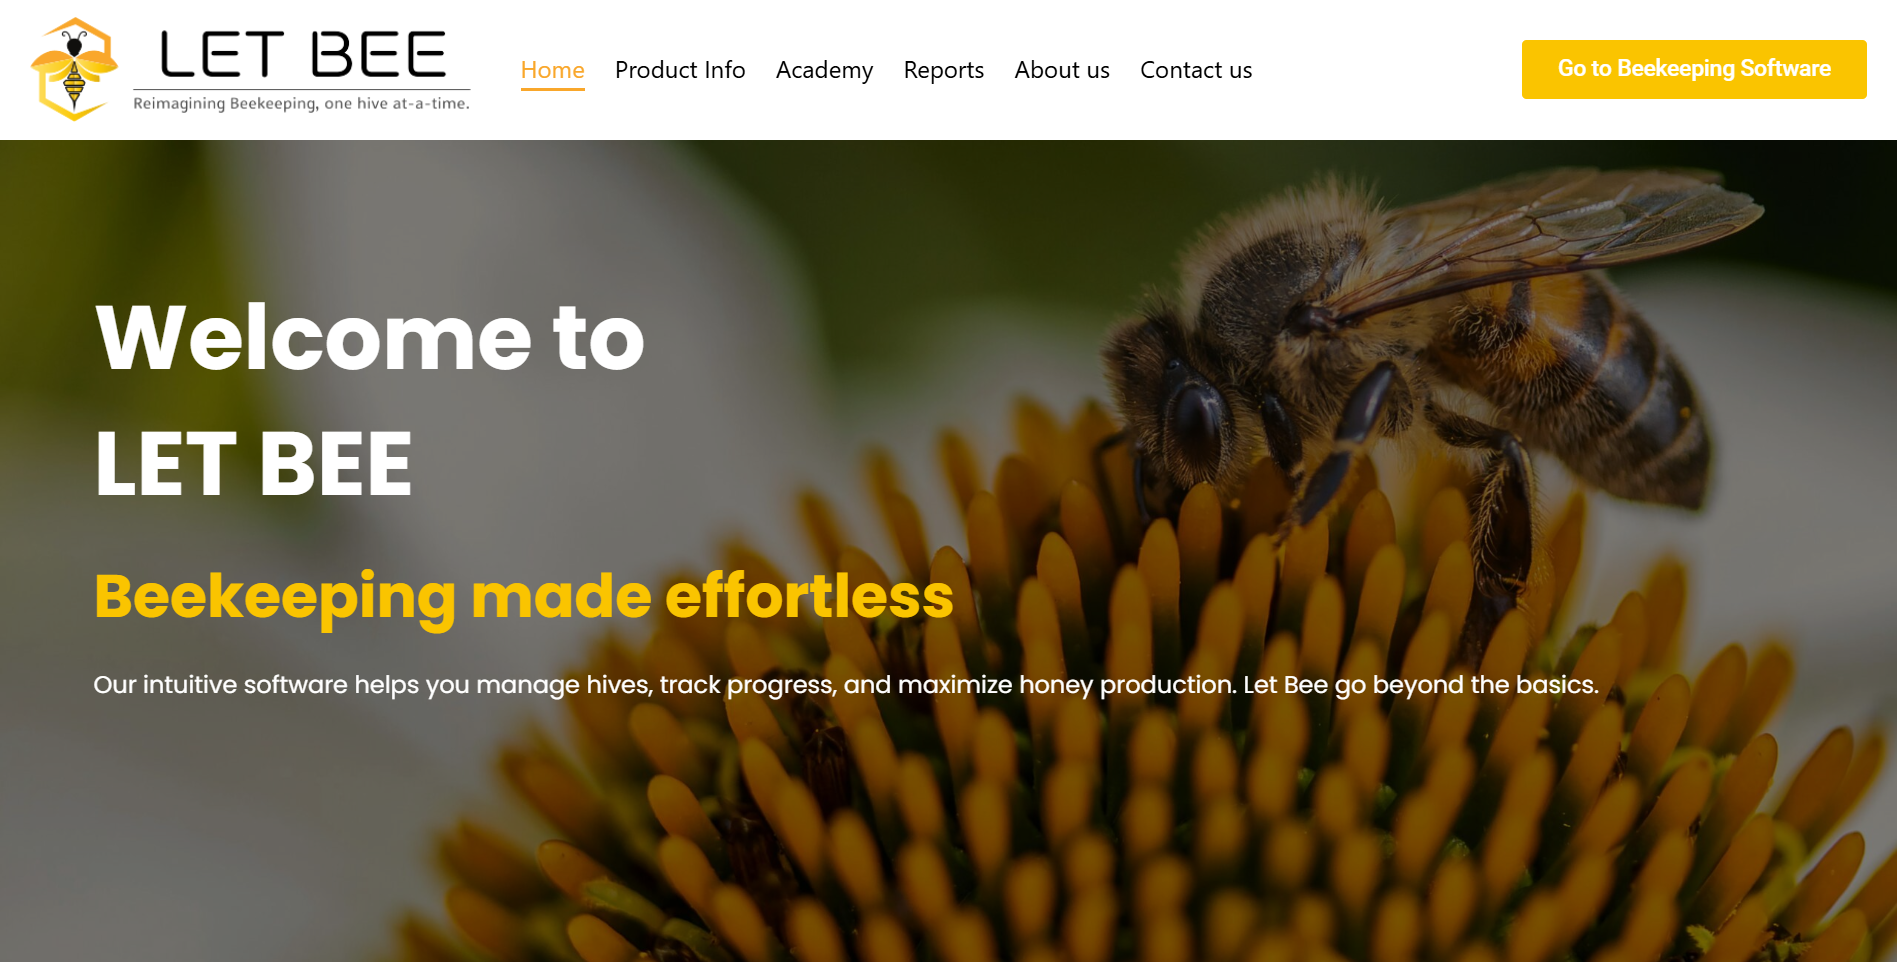 LET BEE
Reimagining Beekeeping, one hive at-a-time.
Home Product Info Academy Reports About us Contact us
Go to Beekeeping Software
Welcome to
LET BEE
Beekeeping made effortless
Our intuitive software helps you manage hives, track progress, and maximize honey production. Let Bee go beyond the basics.